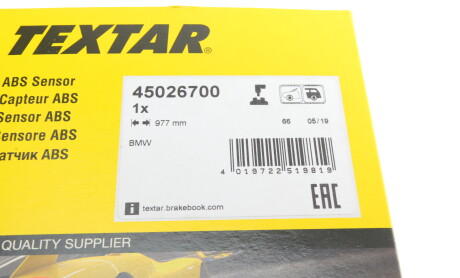 TEXTAR
ABS Sensor
Capteur ABS
Sensor ABS
Sensore ABS
атчик ABS
45026700
1x
977 mm
66
05/19
BMW
4 019722 519819
EAC
i textar.brakebook.com
QUALITY SUPPLIER